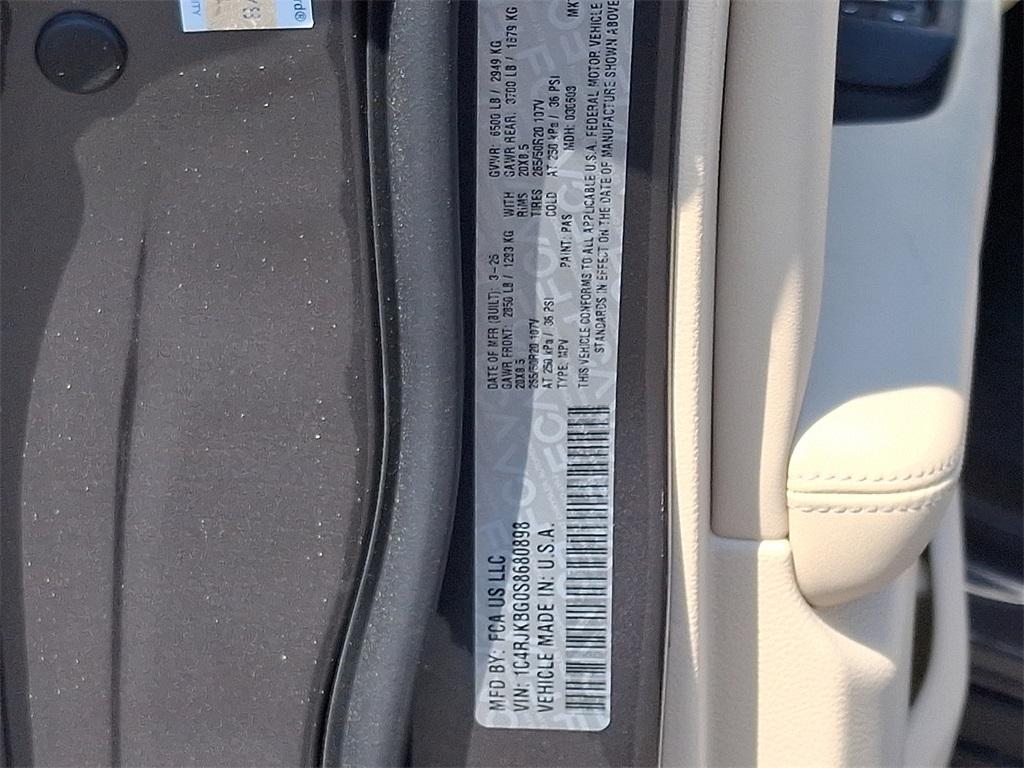 MFD BY: FCA US LLC
VIN: 1C4RJKBG0S8680898
VEHICLE MADE IN: U.S.A.
DATE OF MFR (BUILT): 3-25
GVWR: 6500 LB / 2949 KG
GAWR FRONT: 2850 LB / 1293 KG
WITH
GAWR REAR: 3700 LB / 1679 KG
20X8.5
RIMS
20X8.5
265/50R20 107V
TIRES
265/50R20 107V
AT 250 kPa / 36 PSI
COLD
AT 250 kPa / 36 PSI
TYPE: MPV
PAINT: PAS
MDH: 030503
THIS VEHICLE CONFORMS TO ALL APPLICABLE U.S.A. FEDERAL MOTOR VEHICLE
STANDARDS IN EFFECT ON THE DATE OF MANUFACTURE SHOWN ABOVE